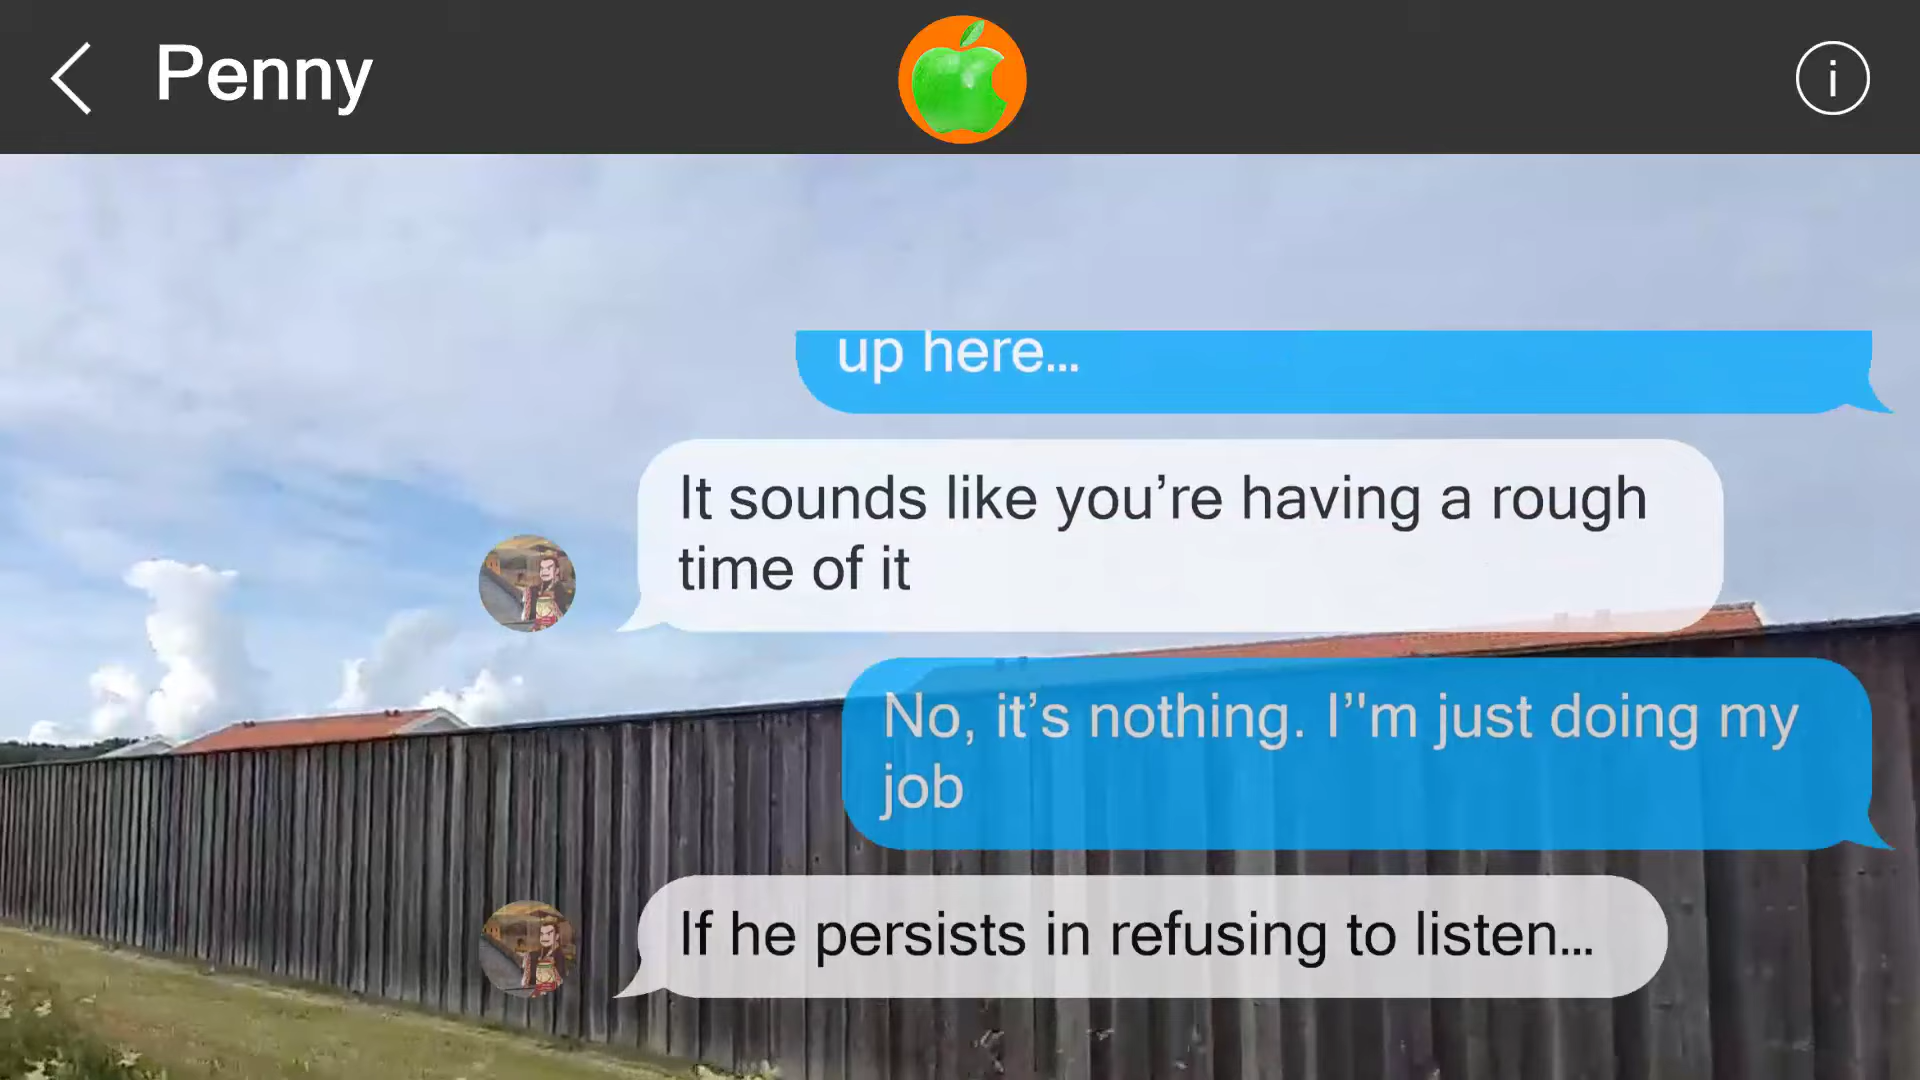 Penny
i
up here...
It sounds like you’re having a rough
time of it
No, it’s nothing. I’"m just doing my
job
If he persists in refusing to listen...